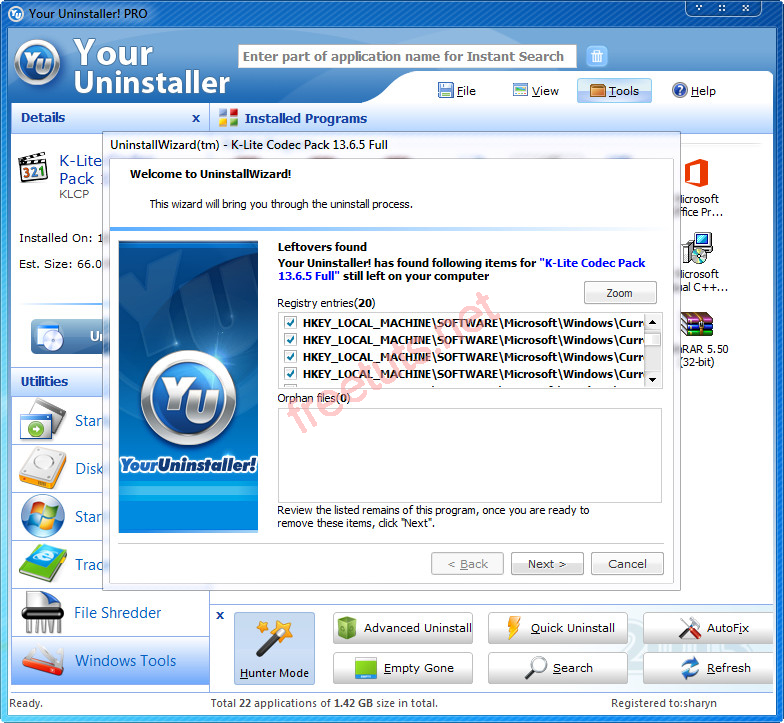 Your Uninstaller! PRO
YU
Your
Uninstaller
Enter part of application name for Instant Search
File
View
Tools
Help
Details
x
Installed Programs
321
K-Lite
Pack
KLCP
Installed On: 1
Est. Size: 66.0
Un
Utilities
Star
Disk
Star
Trac
File Shredder
Windows Tools
UninstallWizard(tm) - K-Lite Codec Pack 13.6.5 Full
Welcome to UninstallWizard!
This wizard will bring you through the uninstall process.
YU
YourUninstaller!
Leftovers found
Your Uninstaller! has found following items for "K-Lite Codec Pack
13.6.5 Full" still left on your computer
Zoom
Registry entries(20)
HKEY_LOCAL_MACHINE\SOFTWARE\Microsoft\Windows\Curr
HKEY_LOCAL_MACHINE\SOFTWARE\Microsoft\Windows\Curr
HKEY_LOCAL_MACHINE\SOFTWARE\Microsoft\Windows\Curr
HKEY_LOCAL_MACHINE\SOFTWARE\Microsoft\Windows\Curr
Orphan files(0)
freetuts.net
Review the listed remains of this program, once you are ready to
remove these items, click "Next".
< Back
Next >
Cancel
licrosoft
ffice Pr...
licrosoft
ual C++...
RAR 5.50
(32-bit)
x
Hunter Mode
Advanced Uninstall
Quick Uninstall
AutoFix
Empty Gone
Search
Refresh
Ready.
Total 22 applications of 1.42 GB size in total.
Registered to:sharyn